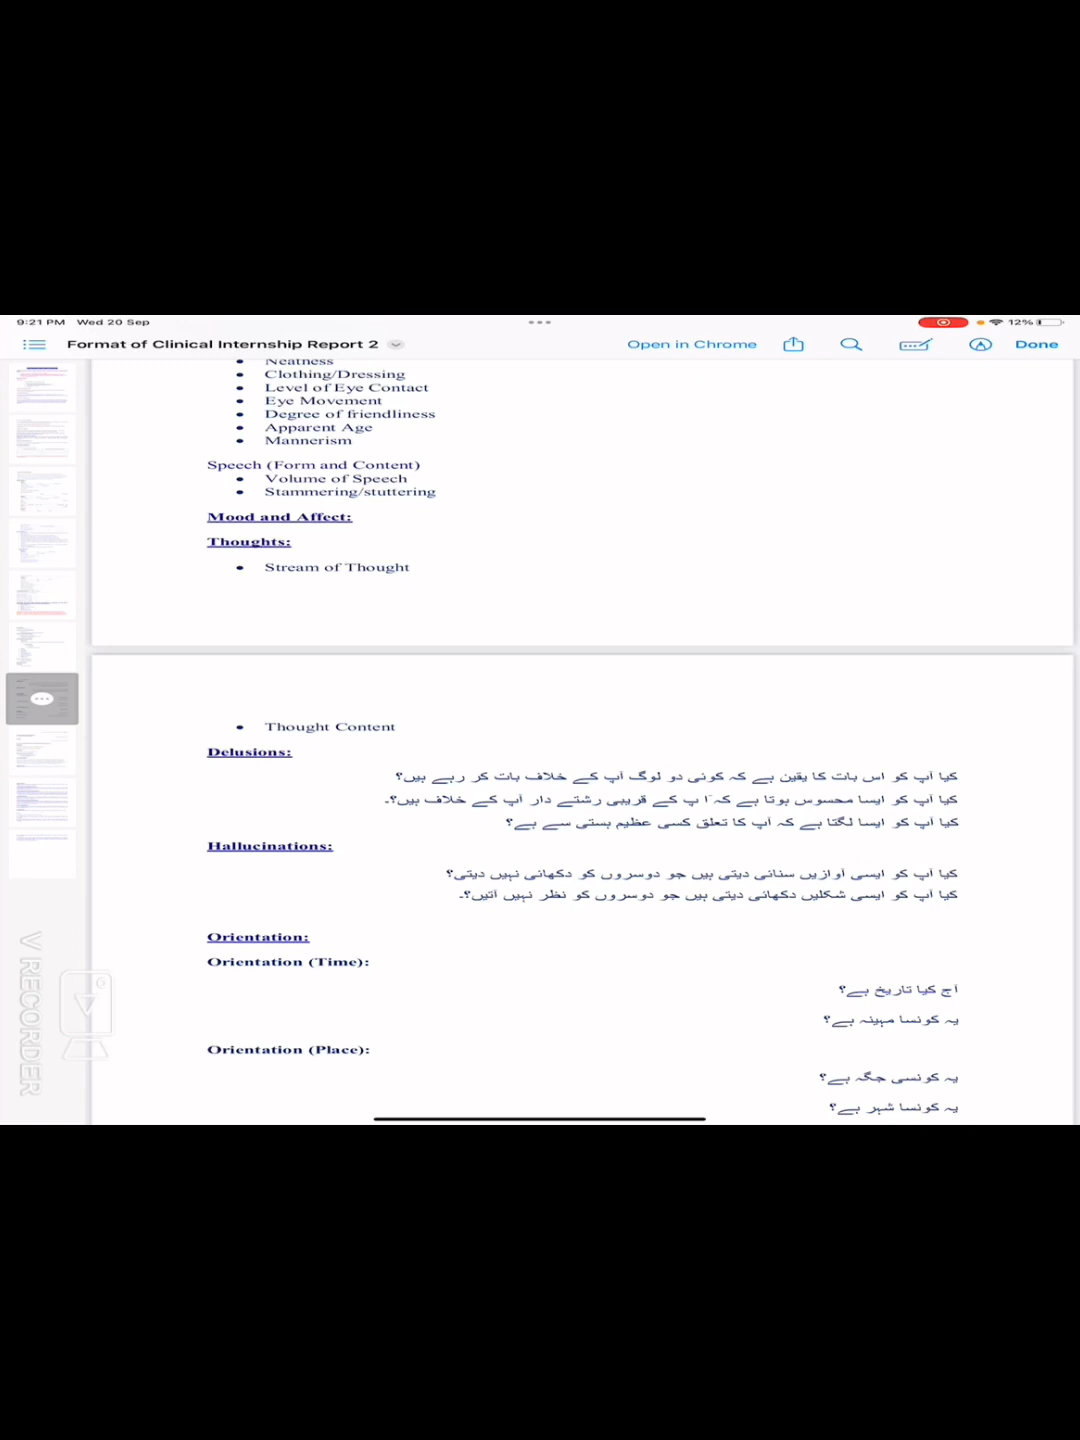 9:21 PM Wed 20 Sep
12%
Format of Clinical Internship Report 2
Open in Chrome
Done
Neatness
Clothing/Dressing
Level of Eye Contact
Eye Movement
Degree of friendliness
Apparent Age
Mannerism
Speech (Form and Content)
Volume of Speech
Stammering/stuttering
Mood and Affect:
Thoughts:
Stream of Thought
Thought Content
Delusions:
کیا آپ کو اس بات کا یقین ہے کہ کوئی دو لوگ آپ کے خلاف بات کر رہے ہیں؟
کیا آپ کو ایسا محسوس ہوتا ہے کہ َا پ کے قریبی رشتے دار آپ کے خلاف ہیں؟۔
کیا آپ کو ایسا لگتا ہے کہ آپ کا تعلق کسی عظیم ہستی سے ہے؟
Hallucinations:
کیا آپ کو ایسی آوازیں سنائی دیتی ہیں جو دوسروں کو دکھائی نہیں دیتی؟
کیا آپ کو ایسی شکلیں دکھائی دیتی ہیں جو دوسروں کو نظر نہیں آتیں؟۔
Orientation:
Orientation (Time):
آج کیا تاریخ ہے؟
یہ کونسا مہینہ ہے؟
Orientation (Place):
یہ کونسی جگہ ہے؟
یہ کونسا شہر ہے؟
V RECORDER